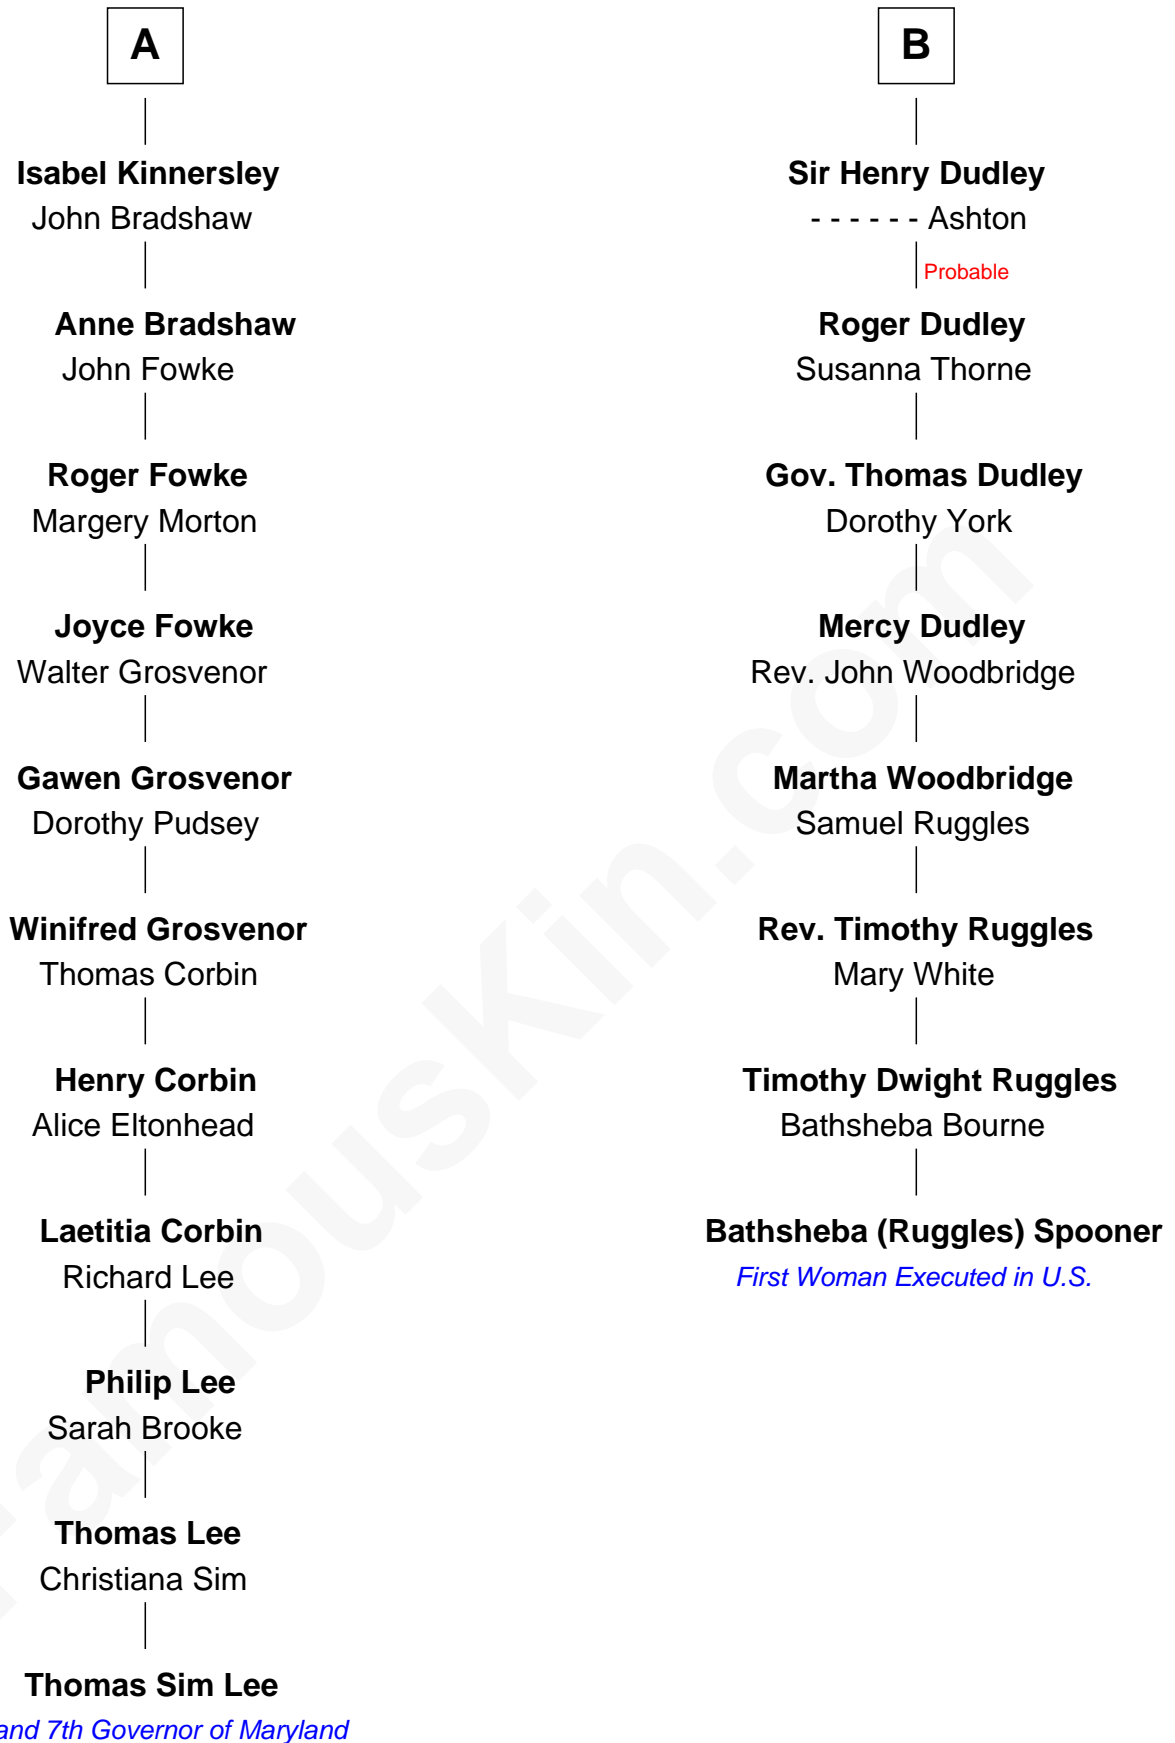 A
Isabel Kinnersley
John Bradshaw
Anne Bradshaw
John Fowke
Roger Fowke
Margery Morton
Joyce Fowke
Walter Grosvenor
Gawen Grosvenor
Dorothy Pudsey
Winifred Grosvenor
Thomas Corbin
Henry Corbin
Alice Eltonhead
Laetitia Corbin
Richard Lee
Philip Lee
Sarah Brooke
Thomas Lee
Christiana Sim
Thomas Sim Lee
and 7th Governor of Maryland
B
Sir Henry Dudley
- - - - - - Ashton
Probable
Roger Dudley
Susanna Thorne
Gov. Thomas Dudley
Dorothy York
Mercy Dudley
Rev. John Woodbridge
Martha Woodbridge
Samuel Ruggles
Rev. Timothy Ruggles
Mary White
Timothy Dwight Ruggles
Bathsheba Bourne
Bathsheba (Ruggles) Spooner
First Woman Executed in U.S.
FamousKin.com